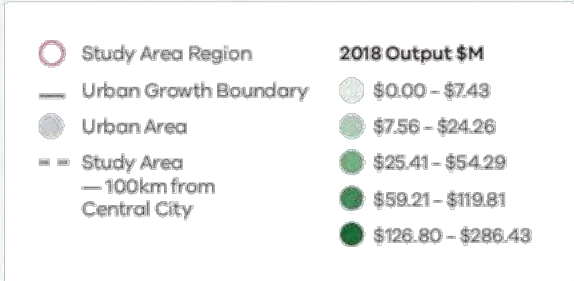 Study Area Region
Urban Growth Boundary
Urban Area
Study Area
— 100km from
Central City
2018 Output $M
$0.00 – $7.43
$7.56 – $24.26
$25.41 – $54.29
$59.21 – $119.81
$126.80 – $286.43